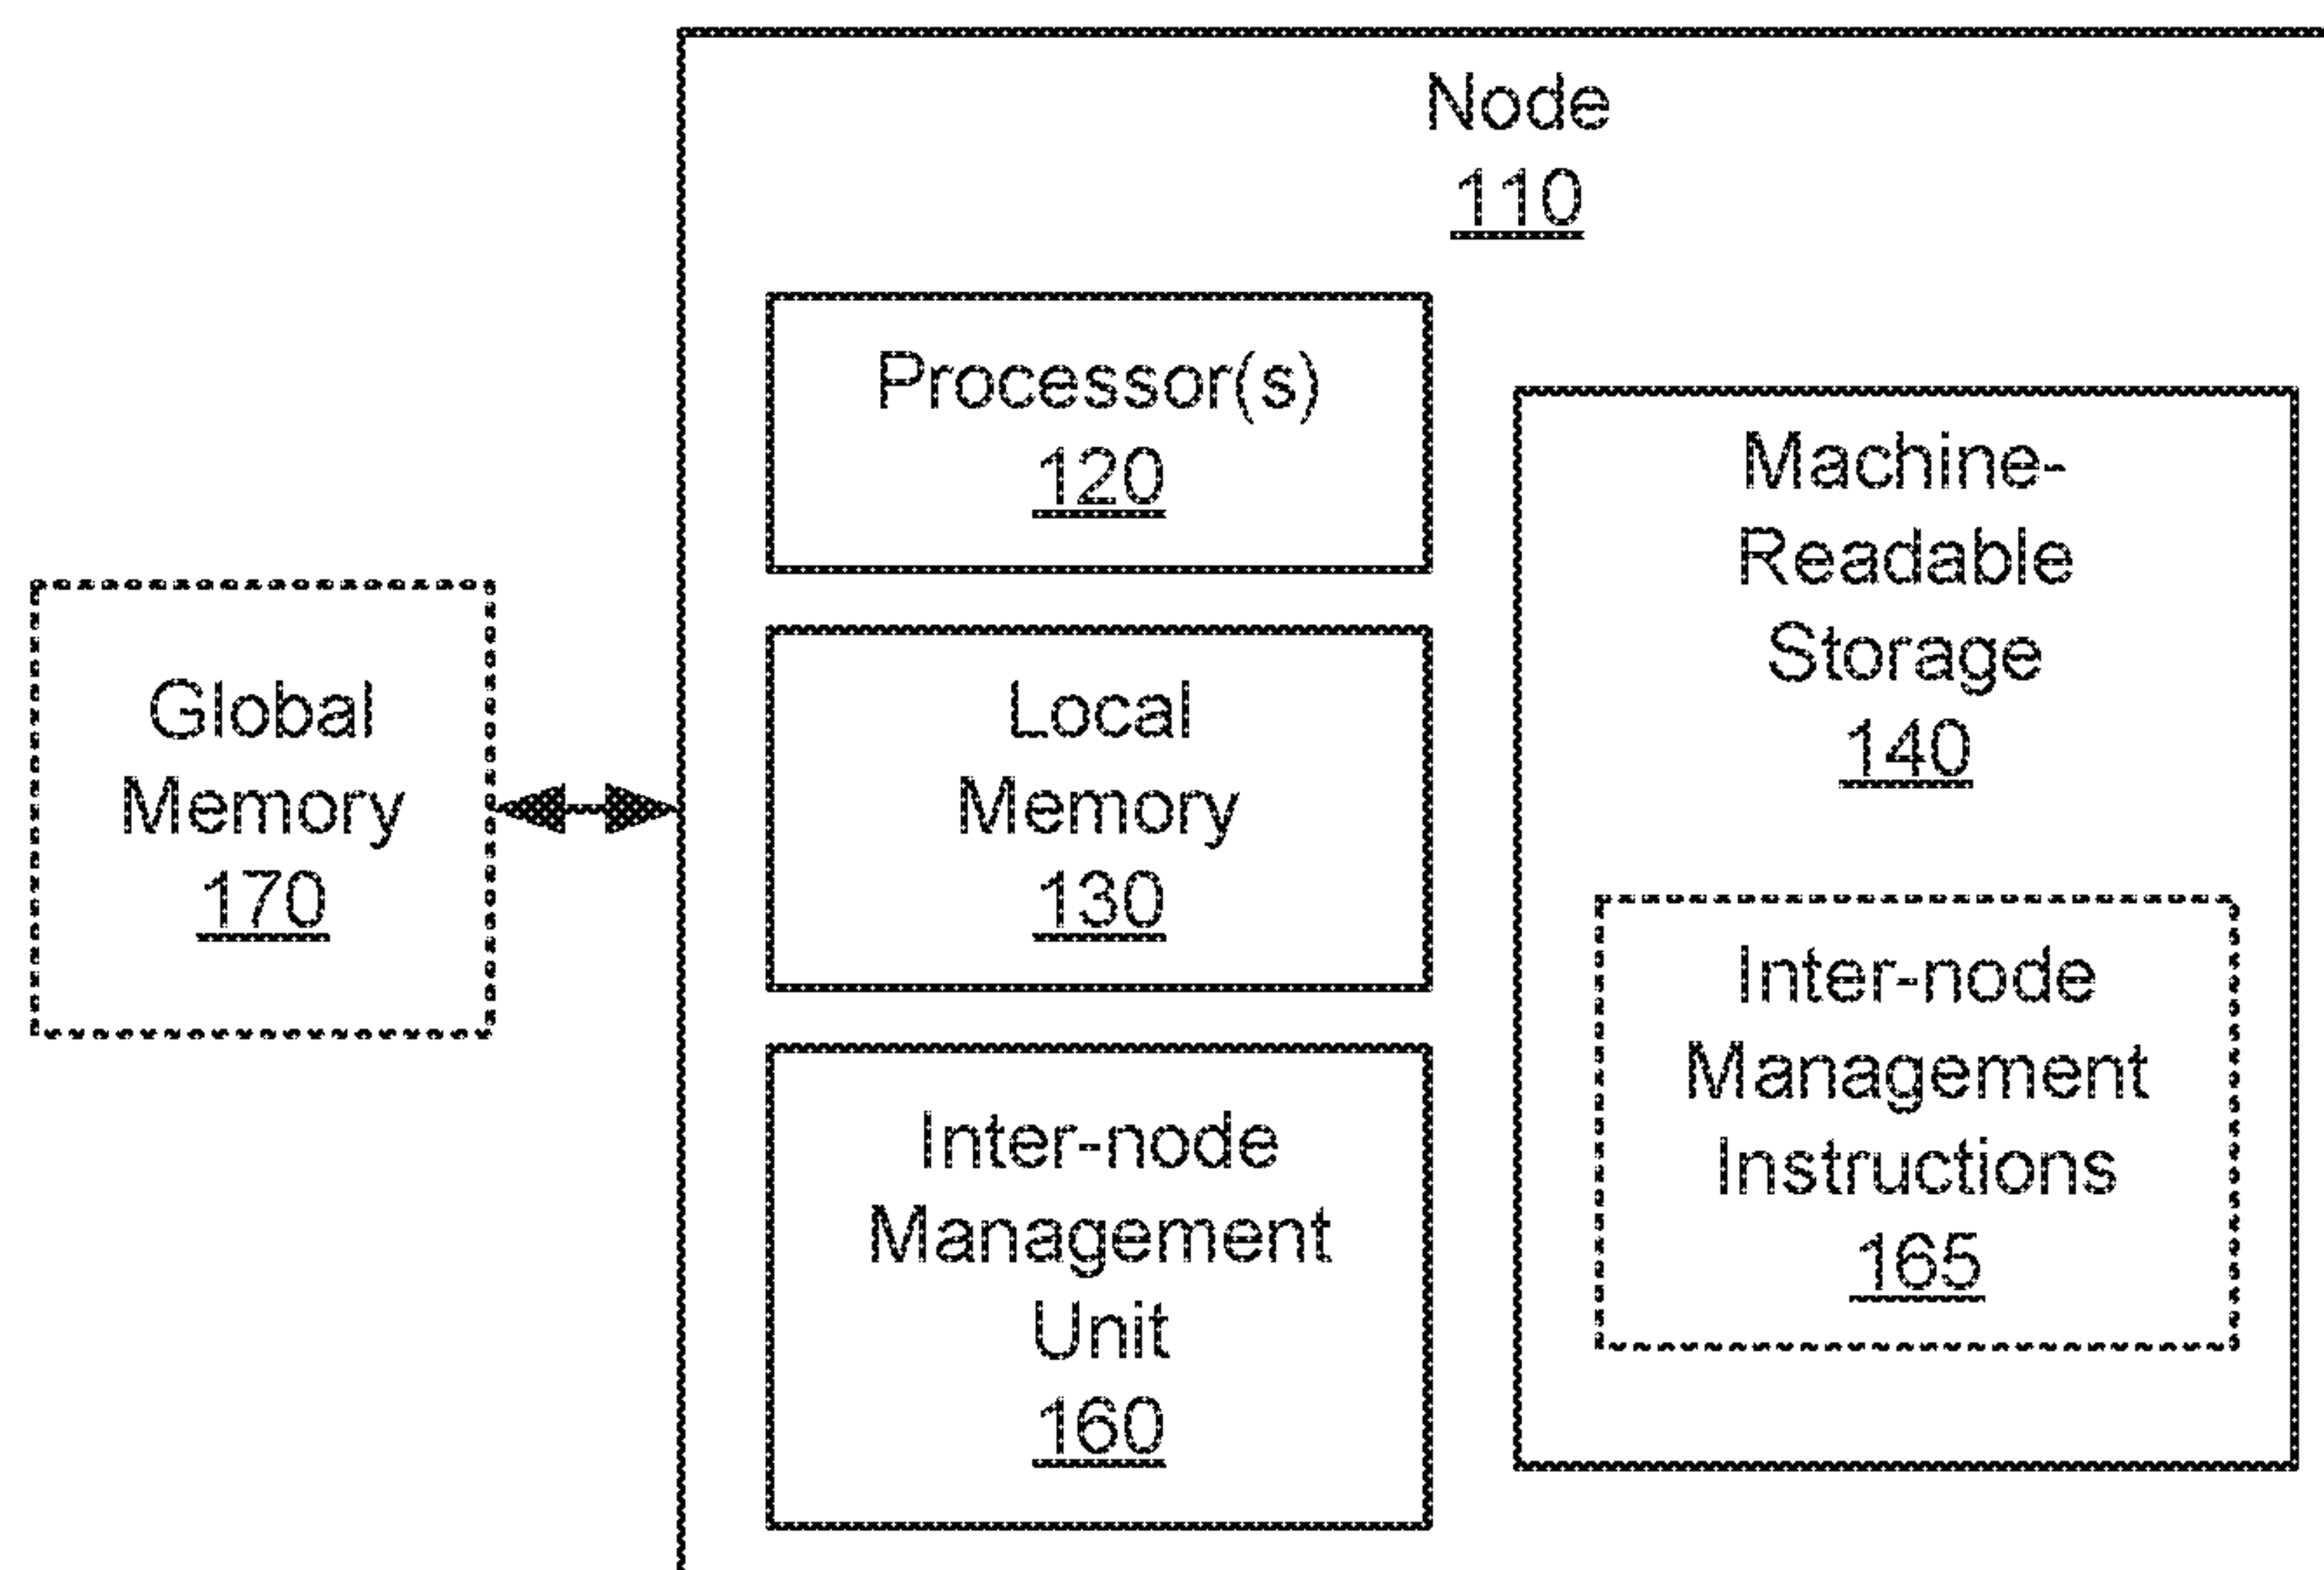 Node
110
Processor(s)
120
Global
Memory
170
Local
Memory
130
Inter-node
Management
Unit
160
Machine-
Readable
Storage
140
Inter-node
Management
Instructions
165